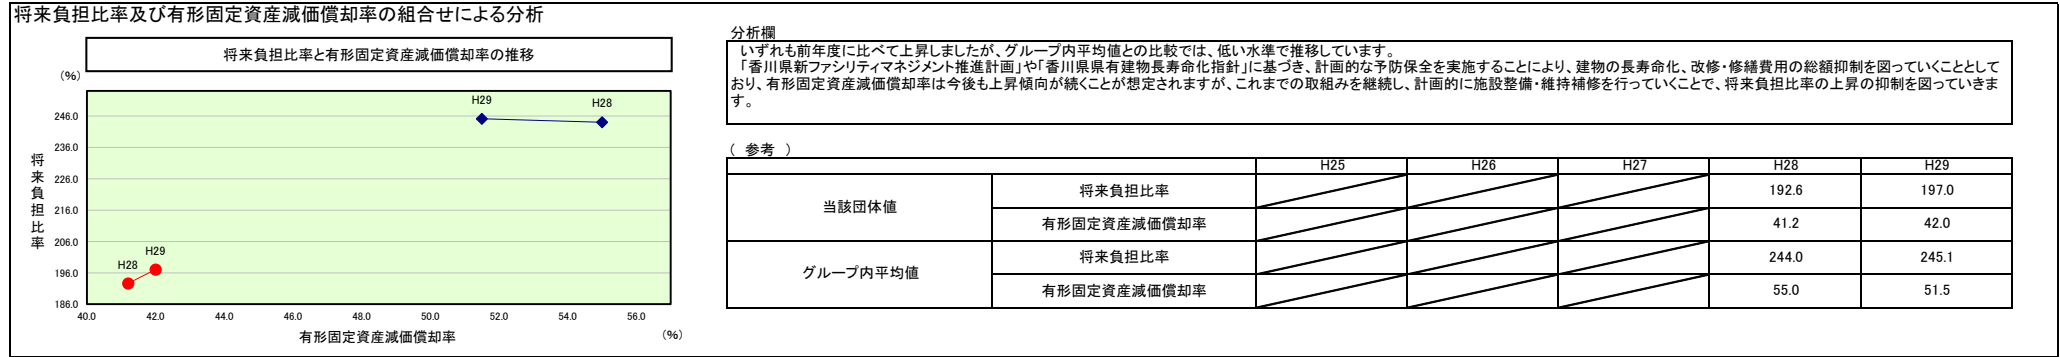 将来負担比率及び有形固定資産減価償却率の組合せによる分析
将来負担比率と有形固定資産減価償却率の推移
(%)
246.0
236.0
226.0
216.0
206.0
196.0
186.0
将来負担比率
H29
H28
H28
H29
40.0 42.0 44.0 46.0 48.0 50.0 52.0 54.0 56.0
有形固定資産減価償却率
(%)
分析欄
いずれも前年度に比べて上昇しましたが、グループ内平均値との比較では、低い水準で推移しています。
「香川県新ファシリティマネジメント推進計画」や「香川県県有建物長寿命化指針」に基づき、計画的な予防保全を実施することにより、建物の長寿命化、改修・修繕費用の総額抑制を図っていくこととして
おり、有形固定資産減価償却率は今後も上昇傾向が続くことが想定されますが、これまでの取組みを継続し、計画的に施設整備・維持補修を行っていくことで、将来負担比率の上昇の抑制を図っていきま
す。
( 参考 )
H25 H26 H27 H28 H29
当該団体値
将来負担比率 192.6 197.0
有形固定資産減価償却率 41.2 42.0
グループ内平均値
将来負担比率 244.0 245.1
有形固定資産減価償却率 55.0 51.5